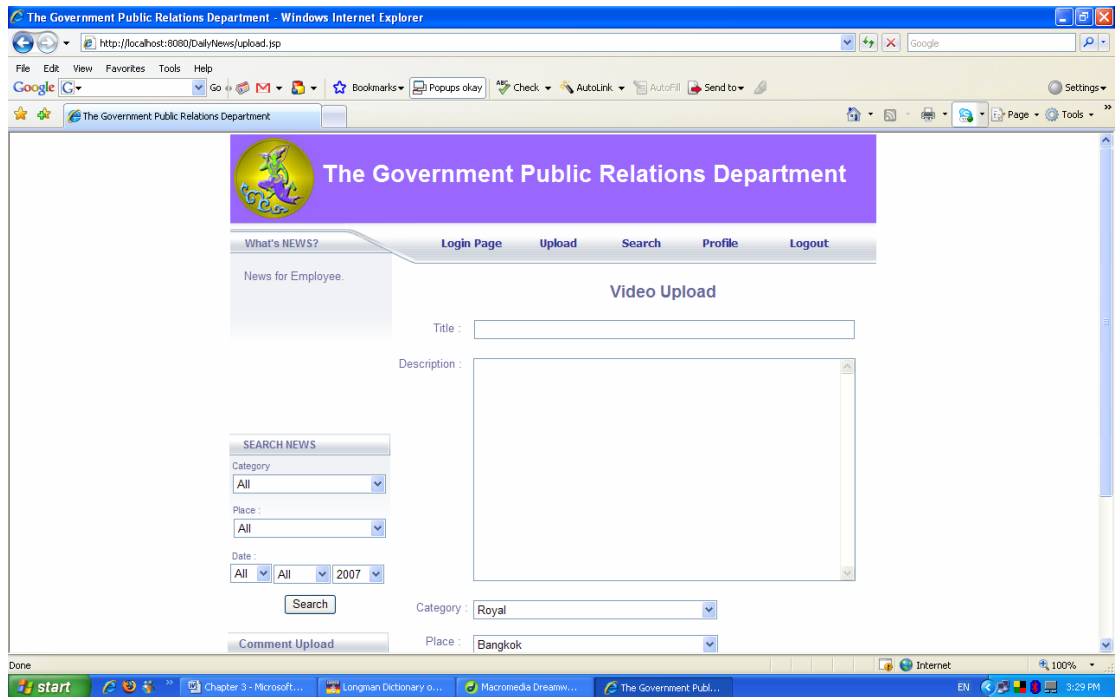 The Government Public Relations Department - Windows Internet Explorer
http://localhost:8080/DailyNews/upload.jsp
Google
File Edit View Favorites Tools Help
Google G Go Bookmarks Popups okay Check AutoLink AutoFill Send to Settings
The Government Public Relations Department
Page Tools
The Government Public Relations Department
What's NEWS?
Login Page Upload Search Profile Logout
News for Employee.
Video Upload
Title :
Description :
SEARCH NEWS
Category
All
Place :
All
Date :
All All 2007
Search
Category : Royal
Comment Upload
Place : Bangkok
Done
Internet
100%
start
Chapter 3 - Microsoft...
Longman Dictionary o...
Macromedia Dreamw...
The Government Publ...
EN
3:29 PM